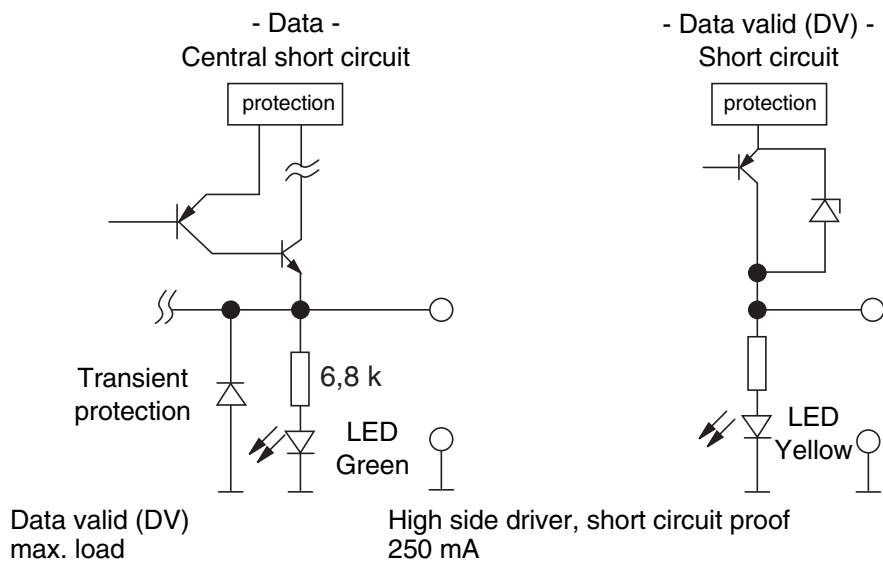 - Data -
Central short circuit
protection
6,8 k
Transient
protection
LED
Green
- Data valid (DV) -
Short circuit
protection
LED
Yellow
Data valid (DV)
max. load
High side driver, short circuit proof
250 mA